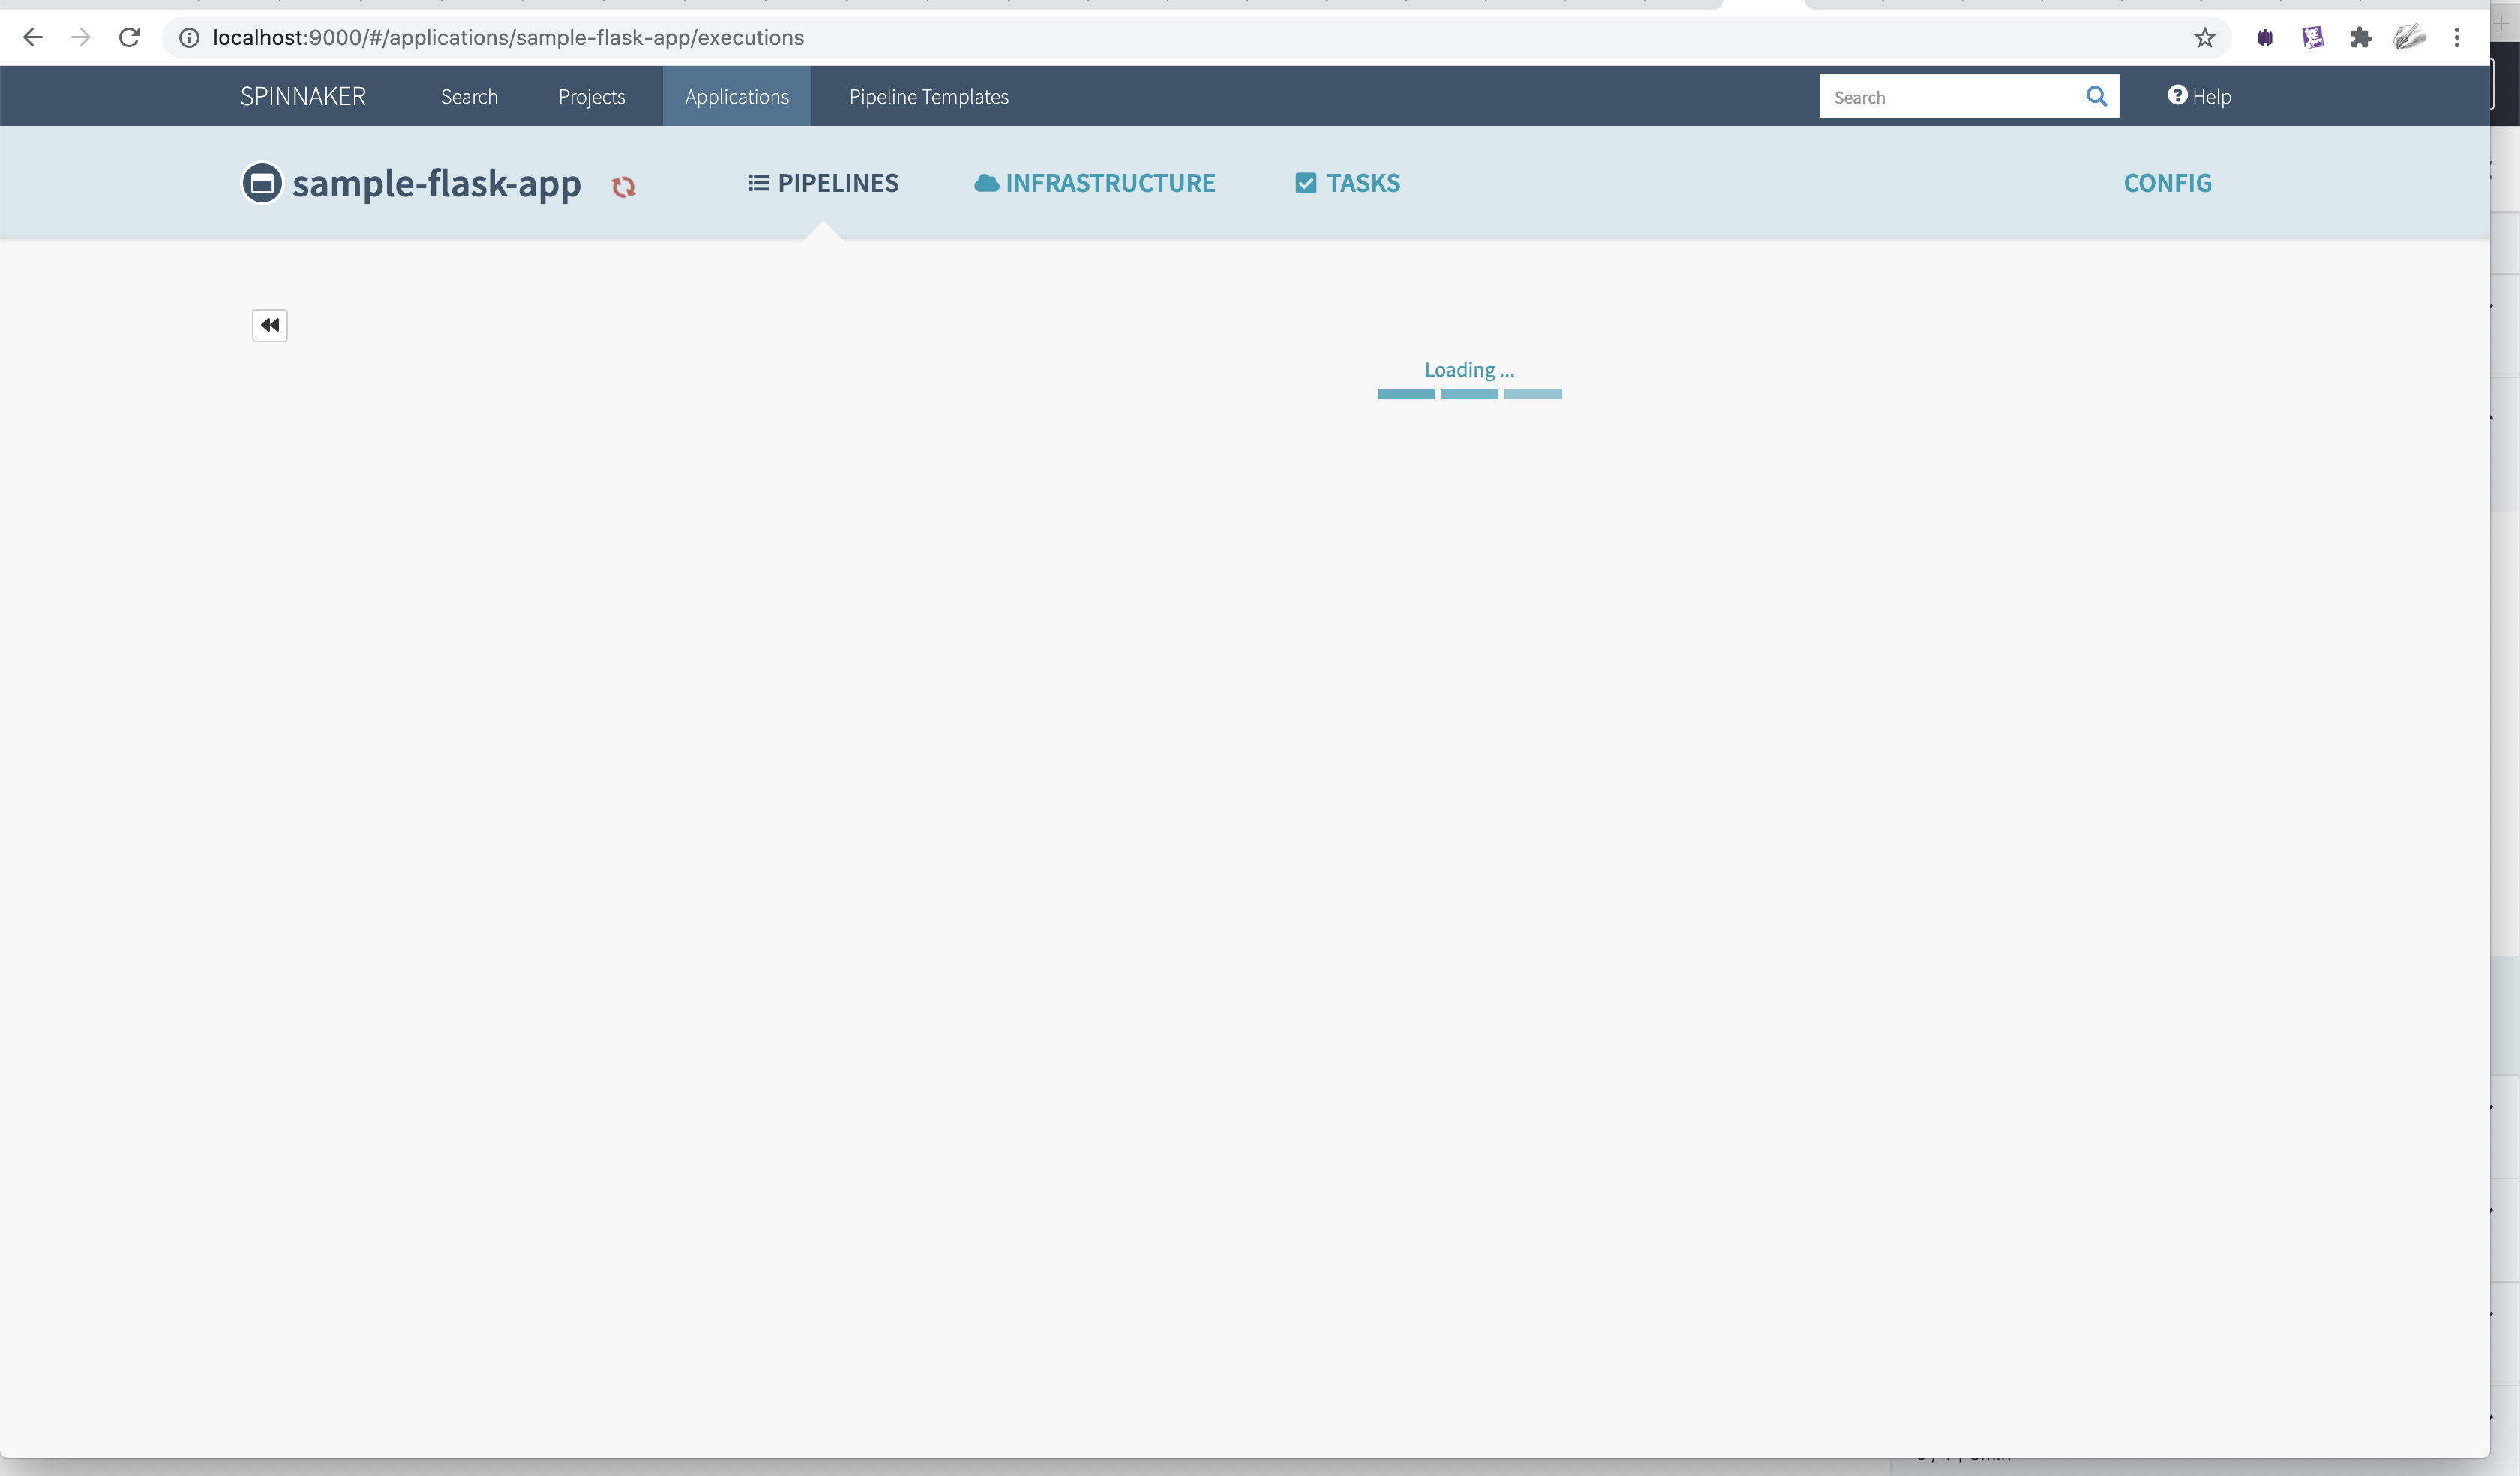 localhost:9000/#/applications/sample-flask-app/executions
SPINNAKER Search Projects Applications Pipeline Templates Search Help
sample-flask-app PIPELINES INFRASTRUCTURE TASKS CONFIG
Loading ...